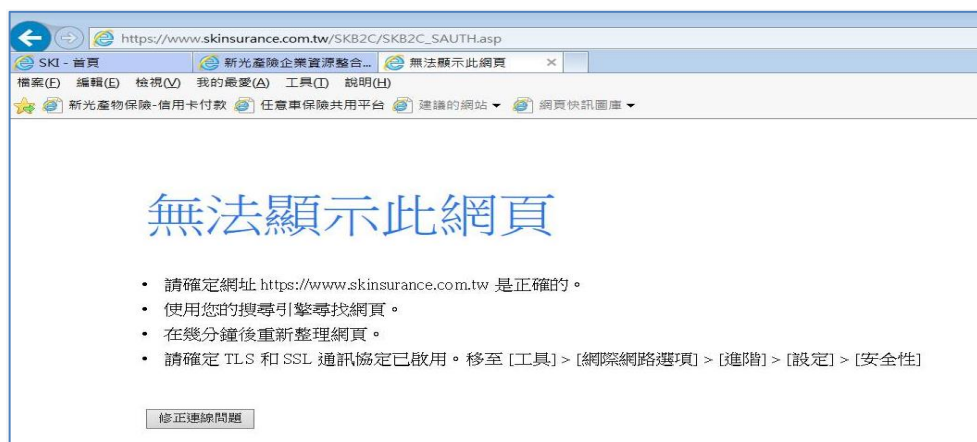 https://www.skinsurance.com.tw/SKB2C/SKB2C_SAUTH.asp
SKI - 首頁 新光產險企業資源整合... 無法顯示此網頁 ×
檔案(F) 編輯(E) 檢視(V) 我的最愛(A) 工具(T) 說明(H)
新光產物保險-信用卡付款 任意車保險共用平台 建議的網站 網頁快訊圖庫
無法顯示此網頁
• 請確定網址 https://www.skinsurance.com.tw 是正確的。
• 使用您的搜尋引擎尋找網頁。
• 在幾分鐘後重新整理網頁。
• 請確定 TLS 和 SSL 通訊協定已啟用。移至 [工具] > [網際網路選項] > [進階] > [設定] > [安全性]
修正連線問題